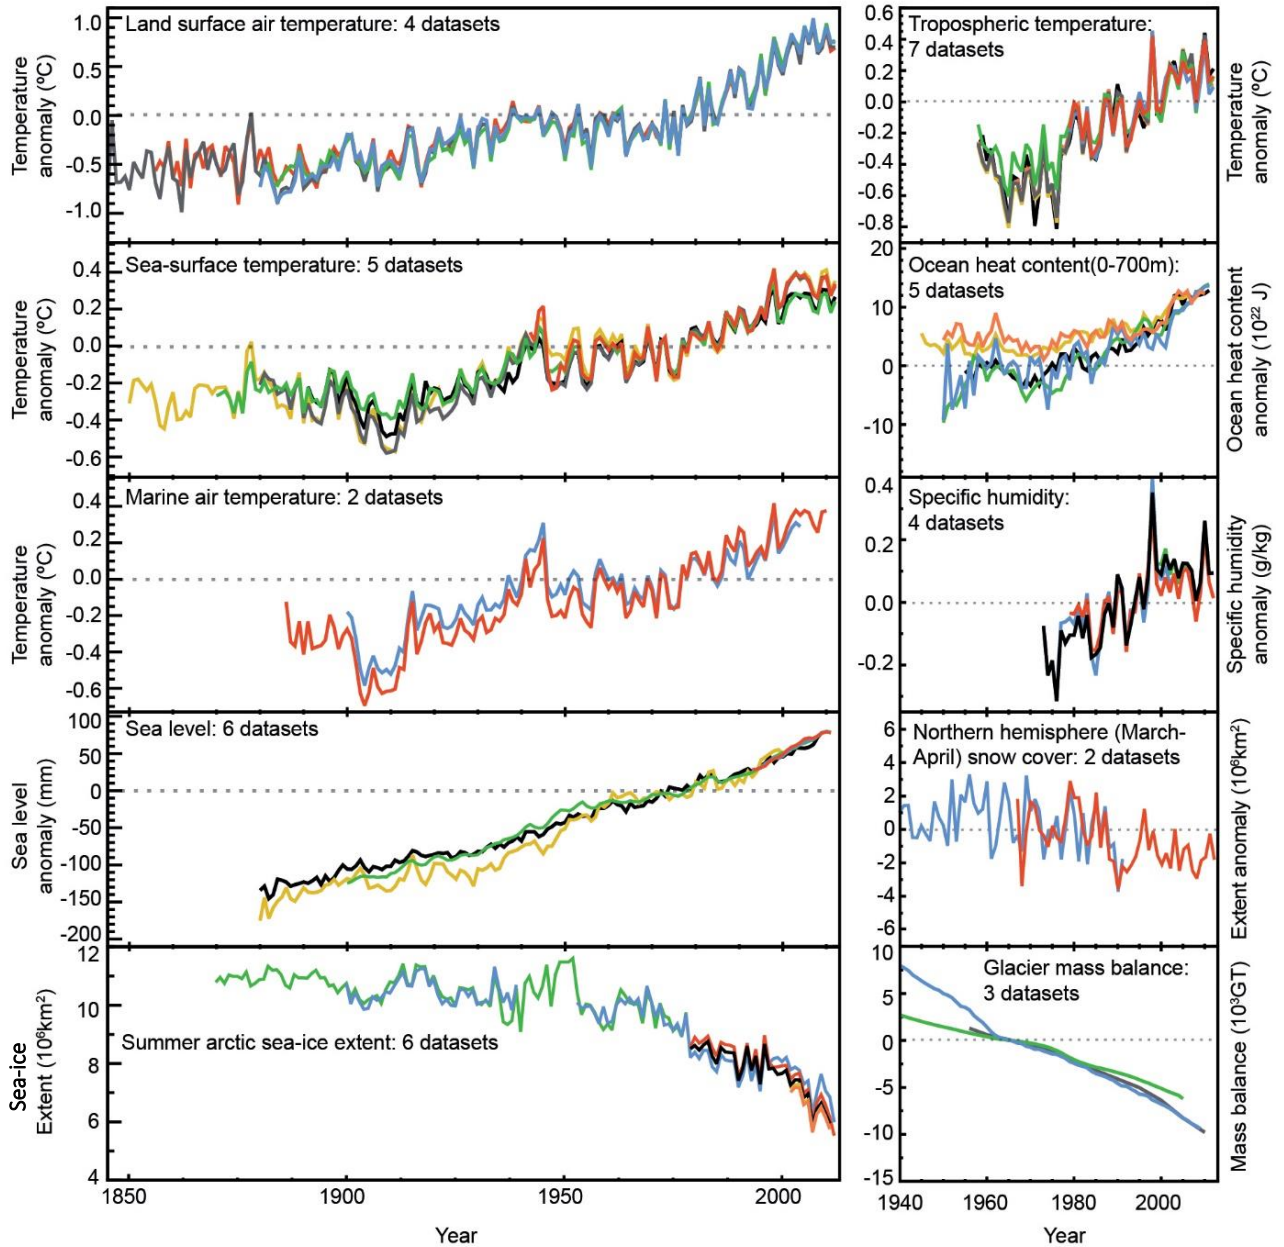 Land surface air temperature: 4 datasets
Temperature
anomaly (ºC)
1.0
0.5
0.0
-0.5
-1.0
Sea-surface temperature: 5 datasets
Temperature
anomaly (ºC)
0.4
0.2
0.0
-0.2
-0.4
-0.6
Marine air temperature: 2 datasets
Temperature
anomaly (ºC)
0.4
0.2
0.0
-0.2
-0.4
-0.6
Sea level: 6 datasets
Sea level
anomaly (mm)
100
50
0
-50
-100
-150
-200
Summer arctic sea-ice extent: 6 datasets
Sea-ice
Extent (10⁶km²)
12
10
8
6
4
1850
1900
1950
2000
Year
Tropospheric temperature:
7 datasets
Temperature
anomaly (ºC)
0.6
0.4
0.2
0.0
-0.2
-0.4
-0.6
-0.8
Ocean heat content(0-700m):
5 datasets
Ocean heat content
anomaly (10²² J)
20
10
0
-10
Specific humidity:
4 datasets
Specific humidity
anomaly (g/kg)
0.4
0.2
0.0
-0.2
Northern hemisphere (March-
April) snow cover: 2 datasets
Extent anomaly (10⁶km²)
6
4
2
0
-2
-4
-6
Glacier mass balance:
3 datasets
Mass balance (10³GT)
10
5
0
-5
-10
-15
1940
1960
1980
2000
Year